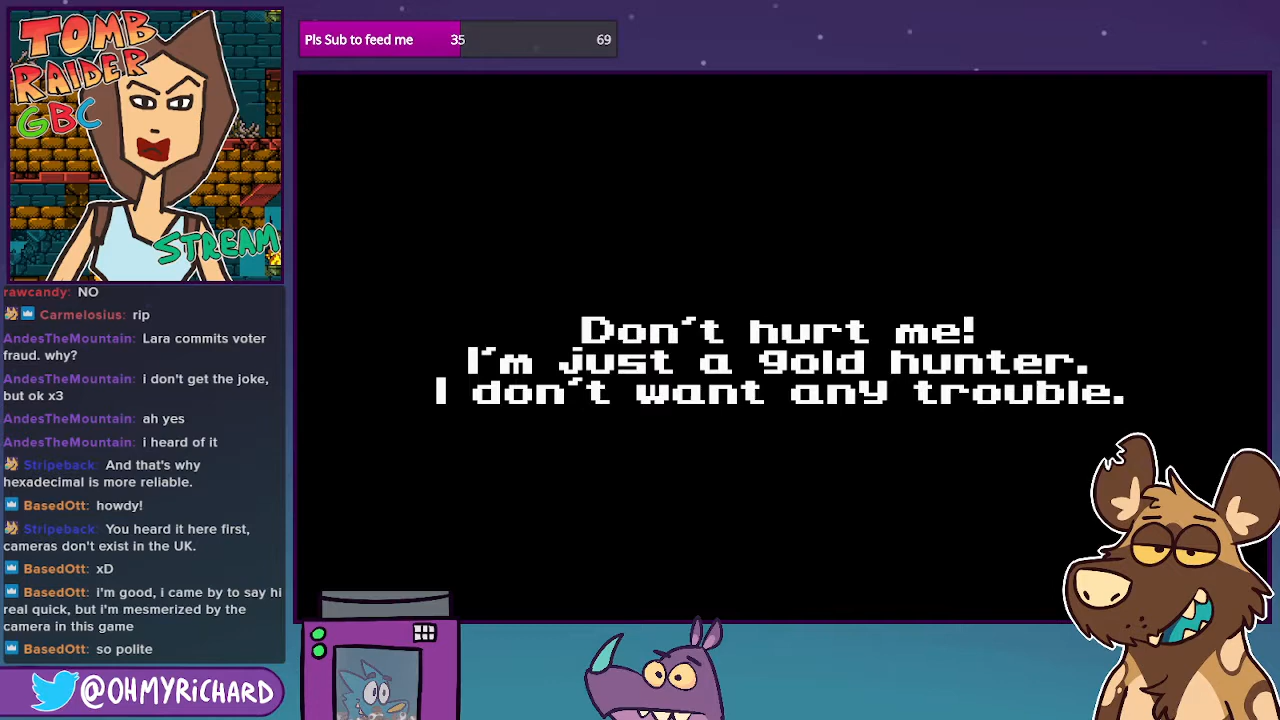 TOMB
RAIDER
GBC
STREAM
Pls Sub to feed me 35 69
rawcandy: NO
Carmelosius: rip
AndesTheMountain: Lara commits voter
fraud. why?
AndesTheMountain: i don't get the joke,
but ok x3
AndesTheMountain: ah yes
AndesTheMountain: i heard of it
Stripeback: And that's why
hexadecimal is more reliable.
BasedOtt: howdy!
Stripeback: You heard it here first,
cameras don't exist in the UK.
BasedOtt: xD
BasedOtt: i'm good, i came by to say hi
real quick, but i'm mesmerized by the
camera in this game
BasedOtt: so polite
@OHMYRiCHARD
Don't hurt me!
I'm just a gold hunter.
I don't want any trouble.